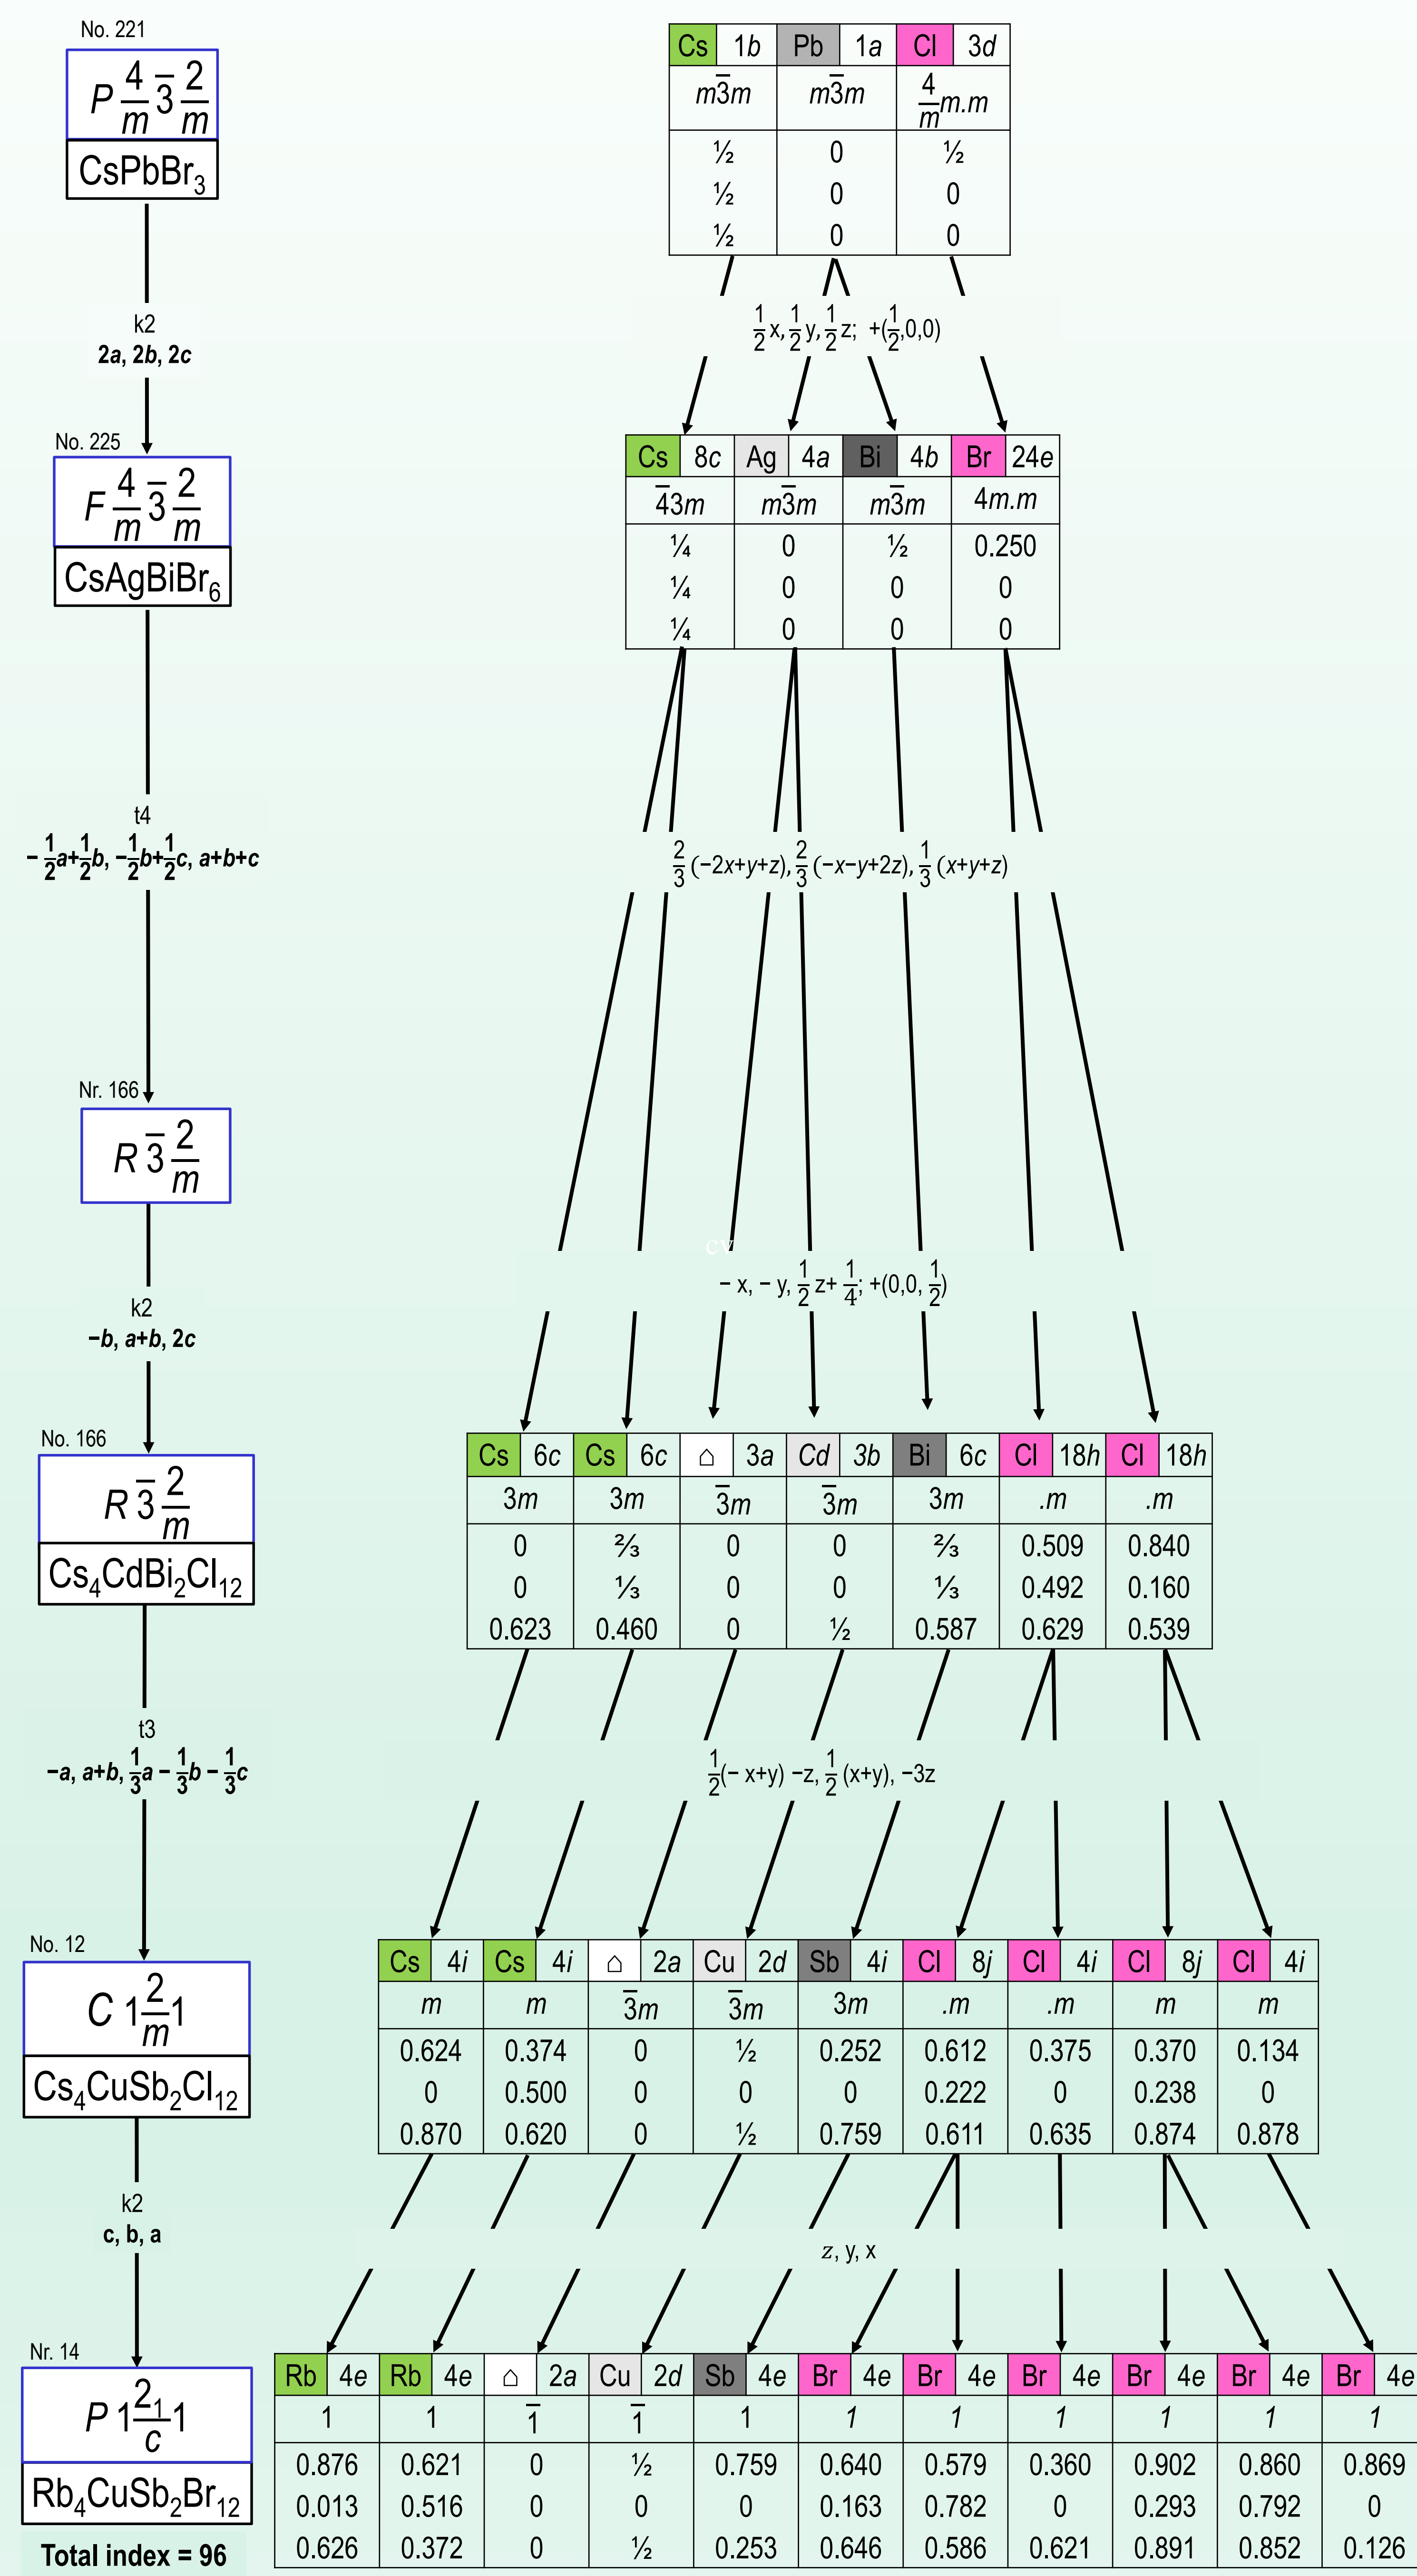 No. 221
P 4/m 3̅ 2/m
CsPbBr₃
Cs 1b Pb 1a Cl 3d
m3̅m m3̅m 4/m m.m
½ 0 ½
½ 0 0
½ 0 0
k2
2a, 2b, 2c
½x, ½y, ½z; +(½,0,0)
No. 225
F 4/m 3̅ 2/m
CsAgBiBr₆
Cs 8c Ag 4a Bi 4b Br 24e
4̅3m m3̅m m3̅m 4m.m
¼ 0 ½ 0.250
¼ 0 0 0
¼ 0 0 0
t4
−½a+½b, −½b+½c, a+b+c
⅔(−2x+y+z), ⅔(−x−y+2z), ⅓(x+y+z)
Nr. 166
R 3̅ 2/m
k2
−b, a+b, 2c
cv
− x, − y, ½z+ ¼; +(0,0, ½)
No. 166
R 3̅ 2/m
Cs₄CdBi₂Cl₁₂
Cs 6c Cs 6c ⌂ 3a Cd 3b Bi 6c Cl 18h Cl 18h
3m 3m 3̅m 3̅m 3m .m .m
0 ⅔ 0 0 ⅔ 0.509 0.840
0 ⅓ 0 0 ⅓ 0.492 0.160
0.623 0.460 0 ½ 0.587 0.629 0.539
t3
−a, a+b, ⅓a − ⅓b − ⅓c
½(− x+y) −z, ½(x+y), −3z
No. 12
C 1 2/m 1
Cs₄CuSb₂Cl₁₂
Cs 4i Cs 4i ⌂ 2a Cu 2d Sb 4i Cl 8j Cl 4i Cl 8j Cl 4i
m m 3̅m 3̅m 3m .m .m m m
0.624 0.374 0 ½ 0.252 0.612 0.375 0.370 0.134
0 0.500 0 0 0 0.222 0 0.238 0
0.870 0.620 0 ½ 0.759 0.611 0.635 0.874 0.878
k2
c, b, a
z, y, x
Nr. 14
P 1 2₁/c 1
Rb₄CuSb₂Br₁₂
Total index = 96
Rb 4e Rb 4e ⌂ 2a Cu 2d Sb 4e Br 4e Br 4e Br 4e Br 4e Br 4e Br 4e
1 1 1̅ 1̅ 1 1 1 1 1 1 1
0.876 0.621 0 ½ 0.759 0.640 0.579 0.360 0.902 0.860 0.869
0.013 0.516 0 0 0 0.163 0.782 0 0.293 0.792 0
0.626 0.372 0 ½ 0.253 0.646 0.586 0.621 0.891 0.852 0.126